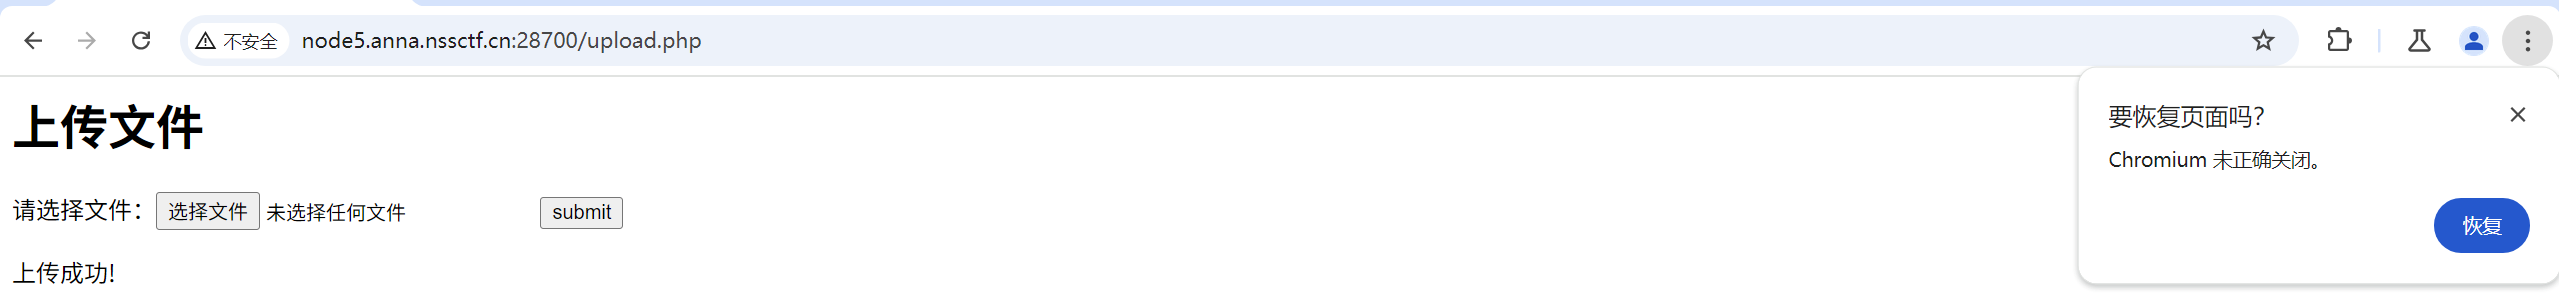 不安全 node5.anna.nssctf.cn:28700/upload.php
要恢复页面吗？
Chromium 未正确关闭。
恢复
上传文件
请选择文件：选择文件 未选择任何文件 submit
上传成功!